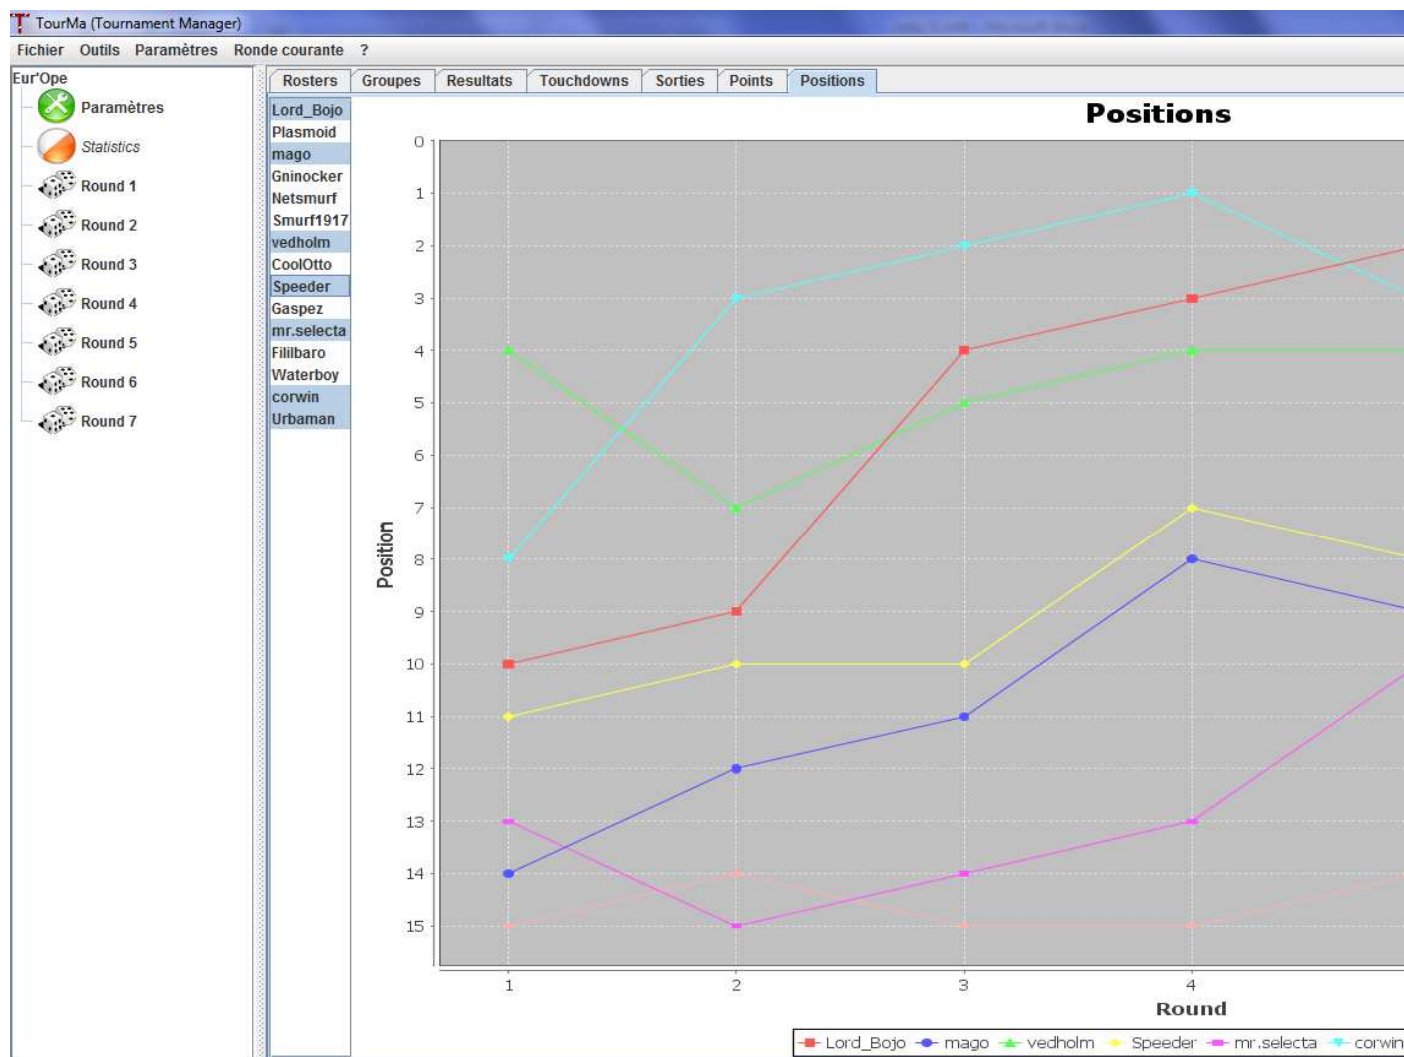 TourMa (Tournament Manager)
Fichier Outils Paramètres Ronde courante ?
Eur'Ope
Paramètres
Statistics
Round 1
Round 2
Round 3
Round 4
Round 5
Round 6
Round 7
Rosters Groupes Resultats Touchdowns Sorties Points Positions
Lord_Bojo
Plasmoid
mago
Gninocker
Netsmurf
Smurf1917
vedholm
CoolOtto
Speeder
Gaspez
mr.selecta
Fililbaro
Waterboy
corwin
Urbaman
Positions
0
1
2
3
4
5
6
7
8
9
10
11
12
13
14
15
Position
1 2 3 4
Round
Lord_Bojo mago vedholm Speeder mr.selecta corwin